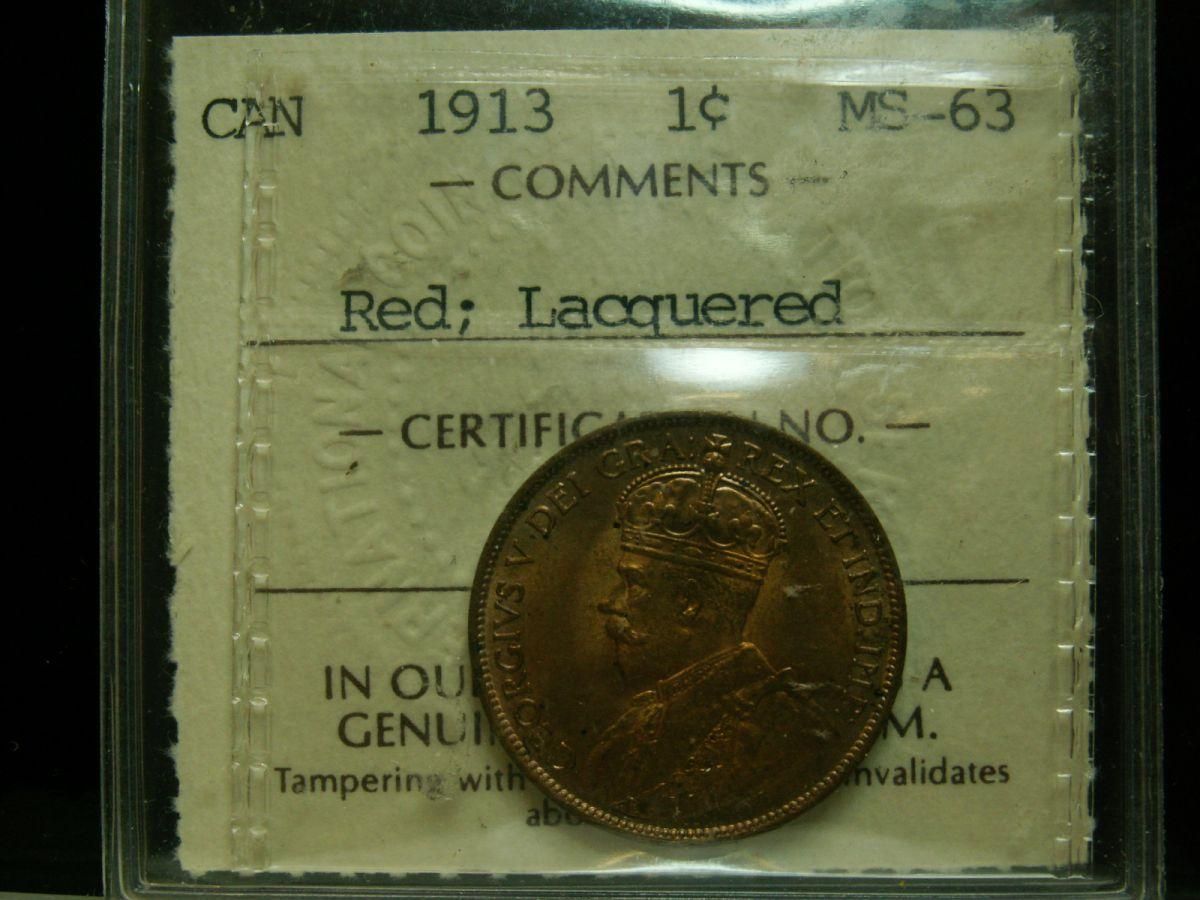 CAN 1913 1¢ MS-63
— COMMENTS —
Red; Lacquered
— CERTIFIC NO. —
GEORGIVS V DEI GRA: REX ET IND: IMP:
IN OU A
GENUI M.
Tampering with invalidates